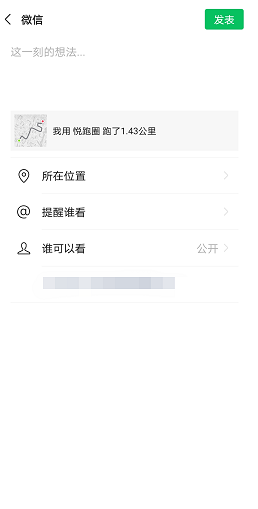 微信
发表
这一刻的想法...
我用 悦跑圈 跑了1.43公里
所在位置
提醒谁看
谁可以看 公开